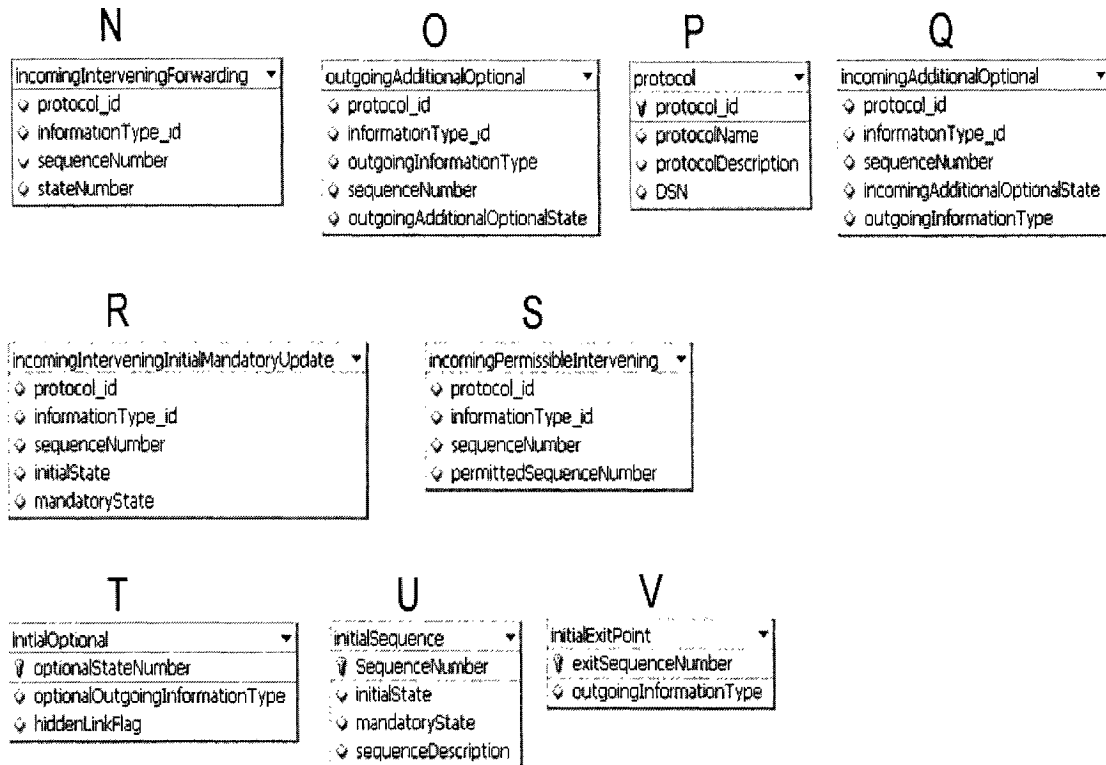 N
O
P
Q
incomingInterveningForwarding
protocol_id
informationType_id
sequenceNumber
stateNumber
outgoingAdditionalOptional
protocol_id
informationType_id
outgoingInformationType
sequenceNumber
outgoingAdditionalOptionalState
protocol
protocol_id
protocolName
protocolDescription
DSN
incomingAdditionalOptional
protocol_id
informationType_id
sequenceNumber
incomingAdditionalOptionalState
outgoingInformationType
R
S
incomingInterveningInitialMandatoryUpdate
protocol_id
informationType_id
sequenceNumber
initialState
mandatoryState
incomingPermissibleIntervening
protocol_id
informationType_id
sequenceNumber
permittedSequenceNumber
T
U
V
initialOptional
optionalStateNumber
optionalOutgoingInformationType
hiddenLinkFlag
initialSequence
SequenceNumber
initialState
mandatoryState
sequenceDescription
initialExitPoint
exitSequenceNumber
outgoingInformationType